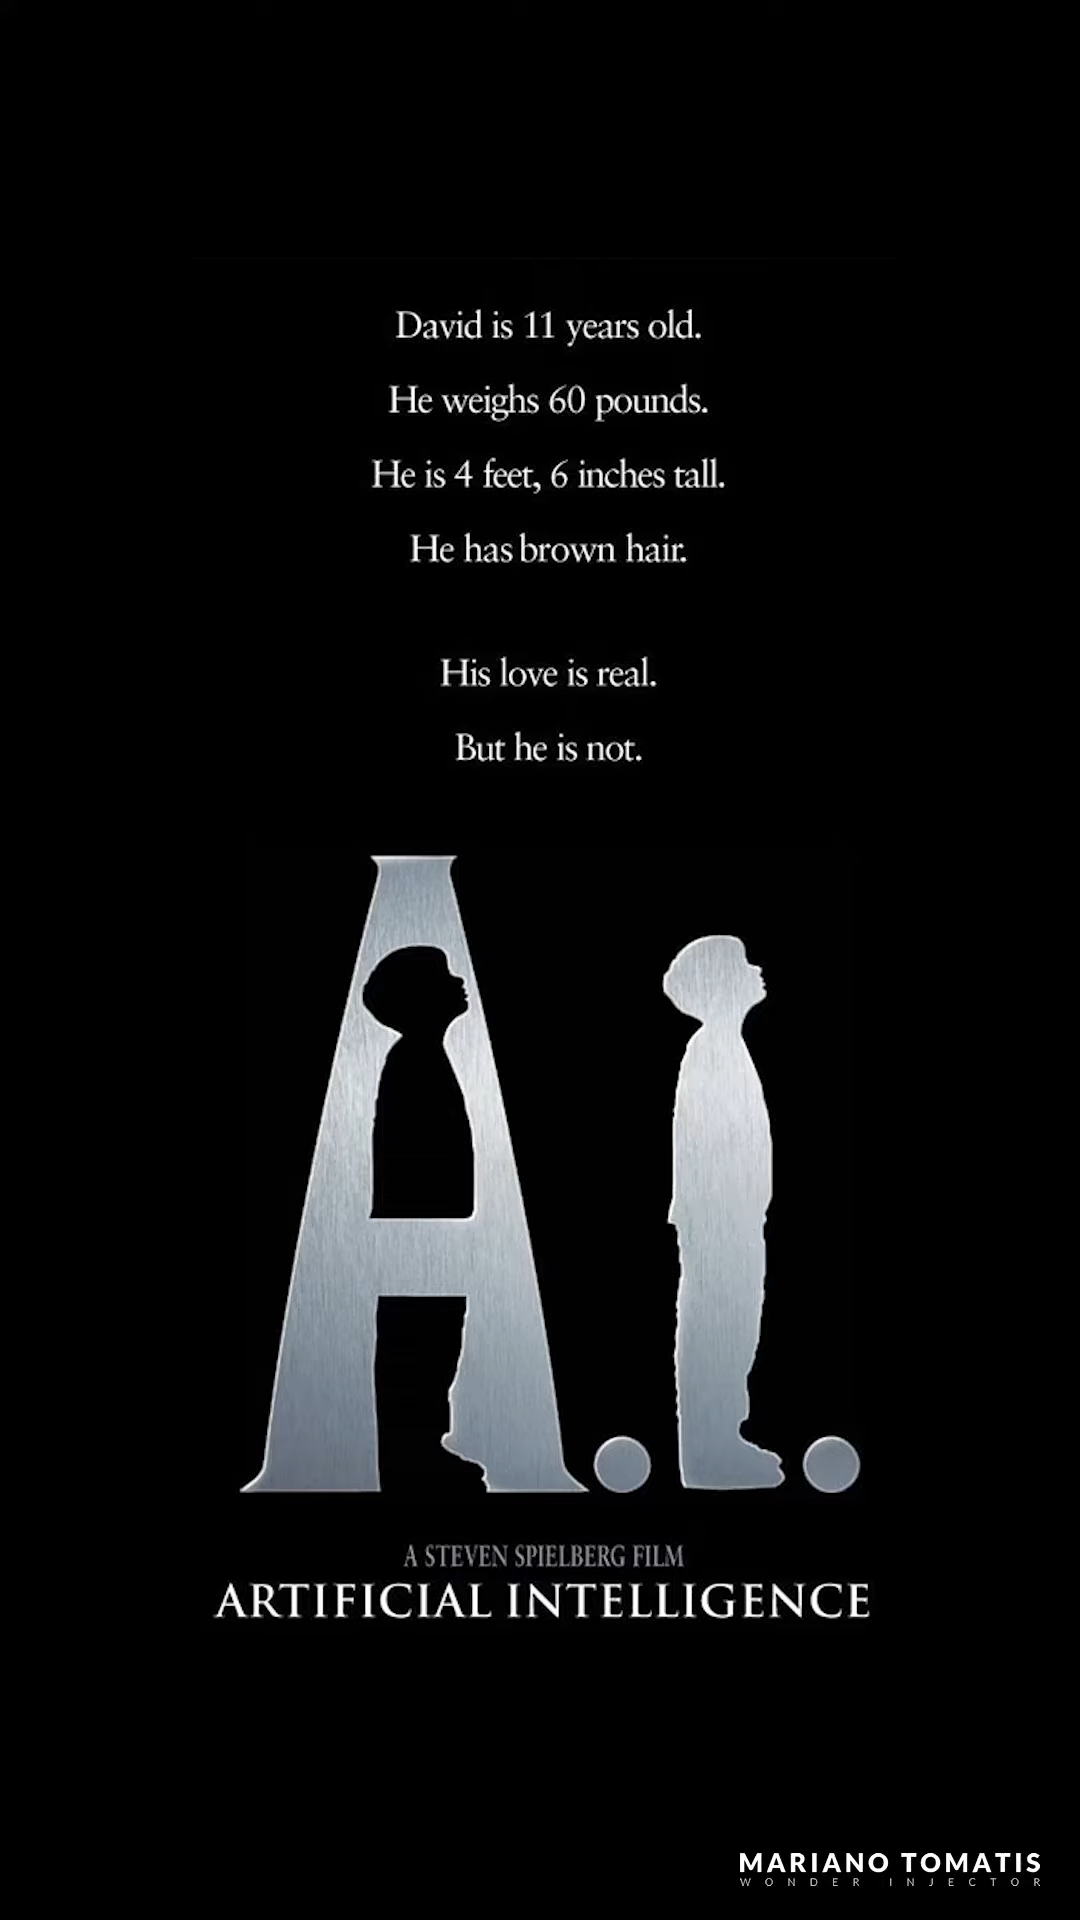 David is 11 years old.
He weighs 60 pounds.
He is 4 feet, 6 inches tall.
He has brown hair.
His love is real.
But he is not.
A.I.
A STEVEN SPIELBERG FILM
ARTIFICIAL INTELLIGENCE
MARIANO TOMATIS
WONDER INJECTOR